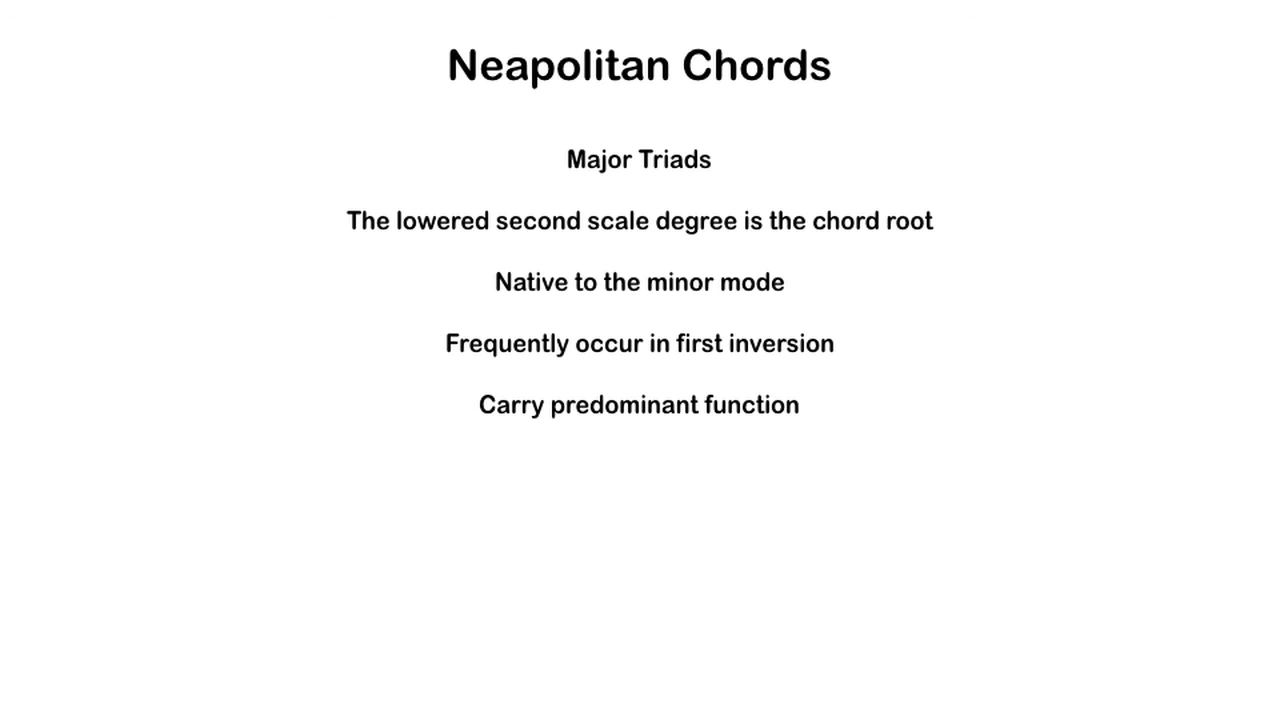 Neapolitan Chords
Major Triads
The lowered second scale degree is the chord root
Native to the minor mode
Frequently occur in first inversion
Carry predominant function